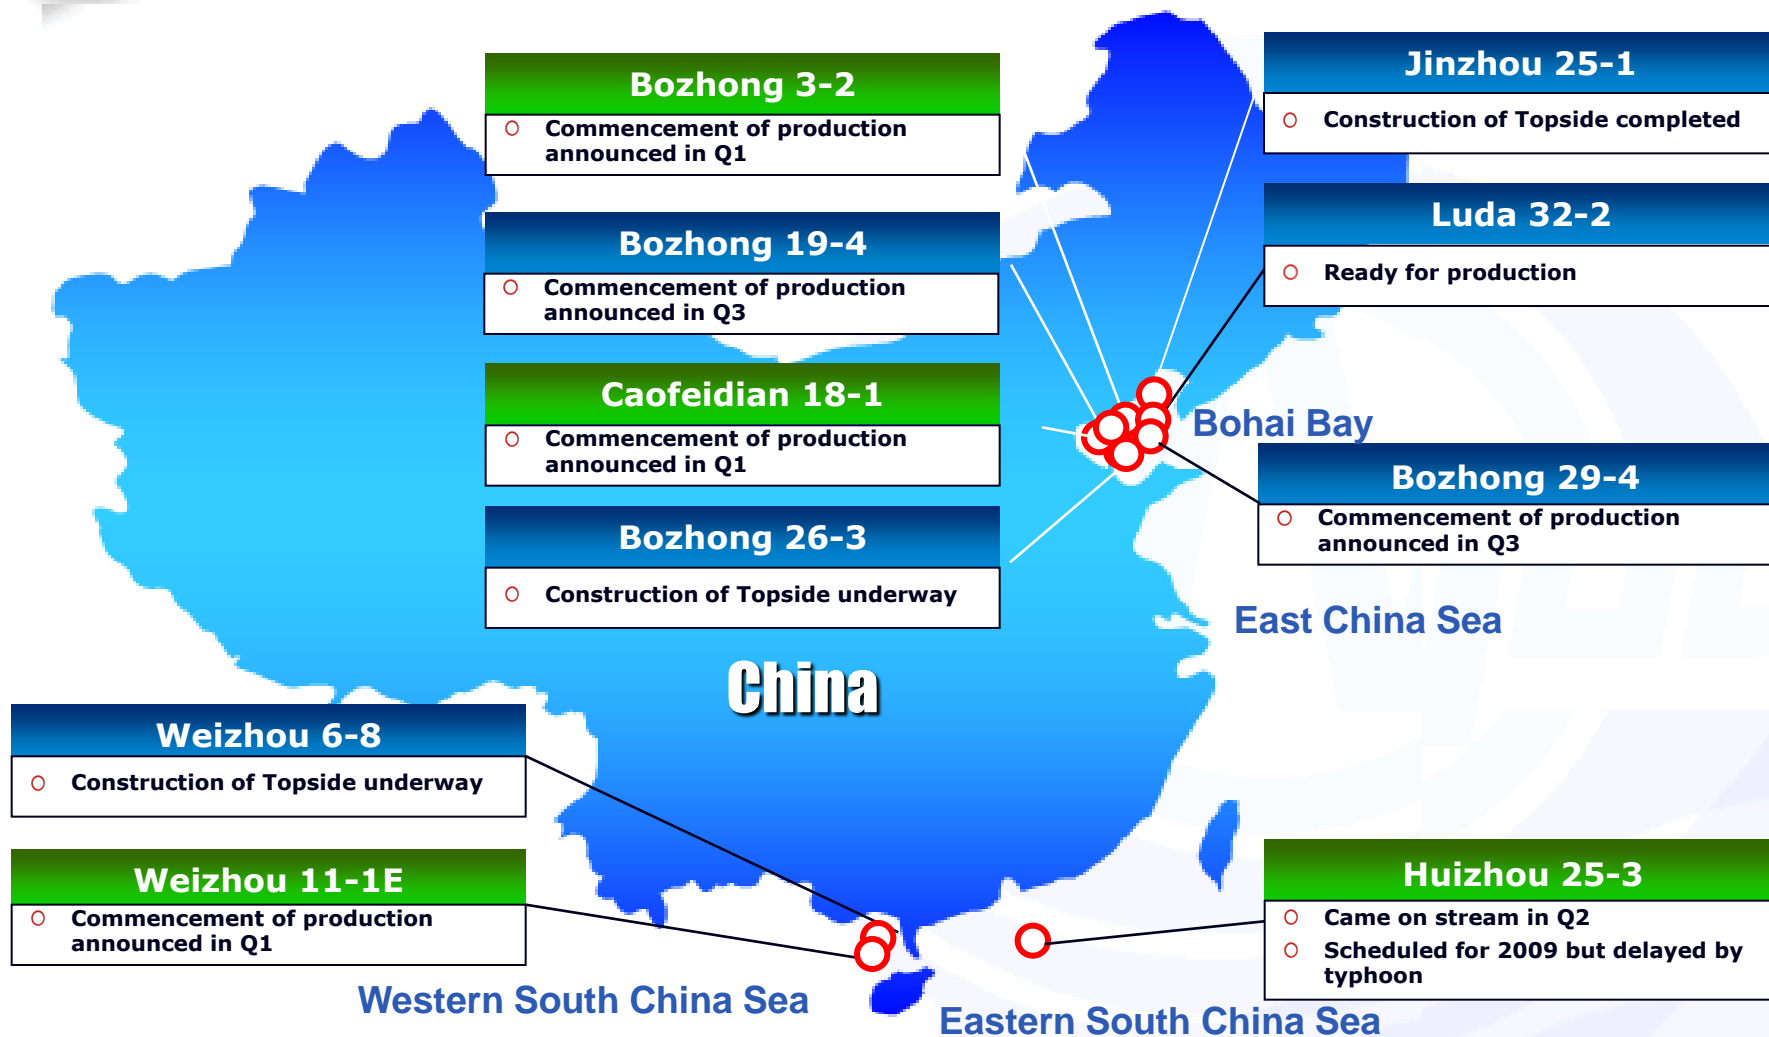 Bozhong 3-2
Commencement of production
announced in Q1
Jinzhou 25-1
Construction of Topside completed
Bozhong 19-4
Commencement of production
announced in Q3
Luda 32-2
Ready for production
Caofeidian 18-1
Commencement of production
announced in Q1
Bohai Bay
Bozhong 29-4
Commencement of production
announced in Q3
Bozhong 26-3
Construction of Topside underway
East China Sea
China
Weizhou 6-8
Construction of Topside underway
Weizhou 11-1E
Commencement of production
announced in Q1
Huizhou 25-3
Came on stream in Q2
Scheduled for 2009 but delayed by
typhoon
Western South China Sea
Eastern South China Sea